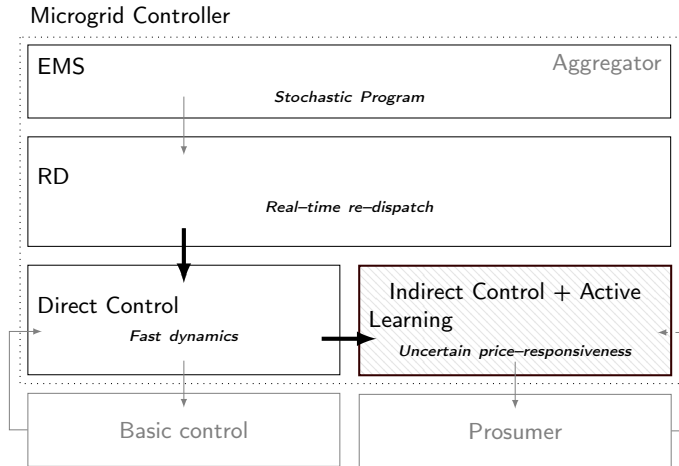 Microgrid Controller
EMS
Aggregator
Stochastic Program
RD
Real–time re–dispatch
Direct Control
Fast dynamics
Indirect Control + Active
Learning
Uncertain price–responsiveness
Basic control
Prosumer